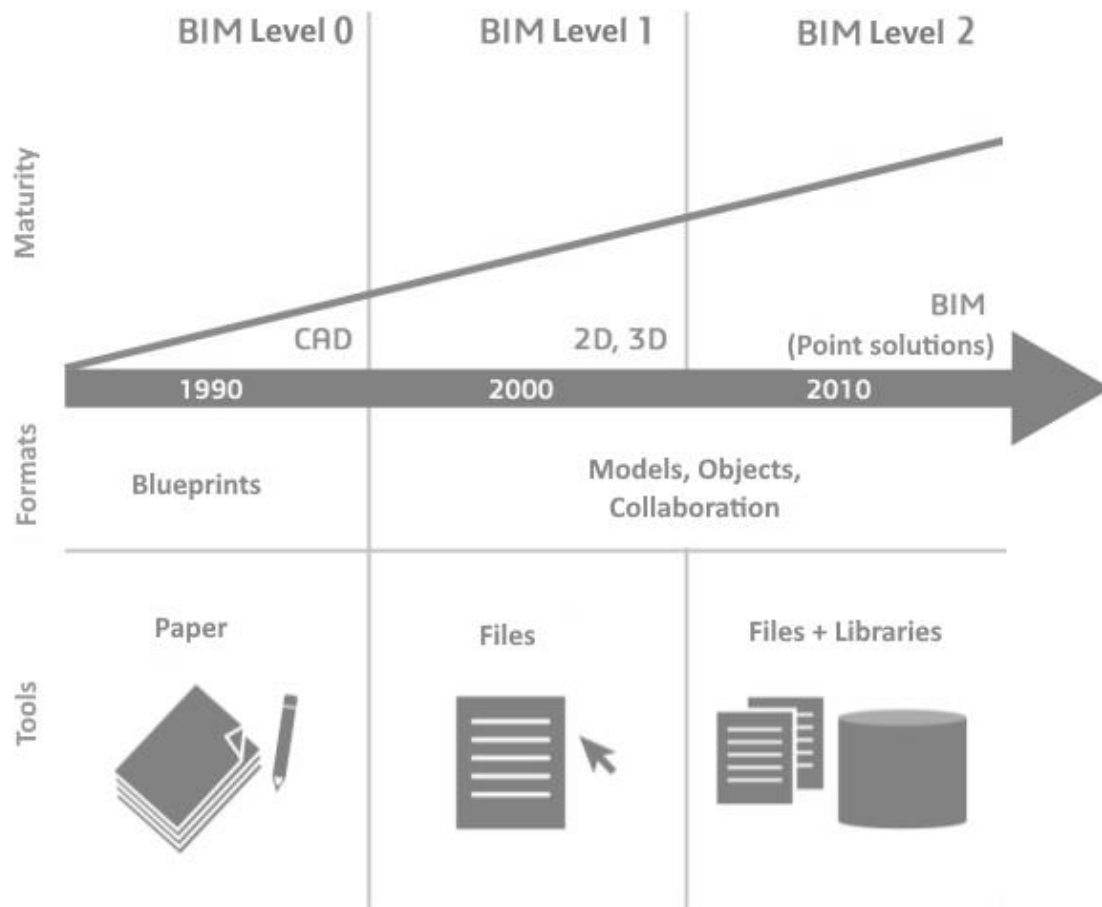 BIM Level 0
BIM Level 1
BIM Level 2
Maturity
CAD
2D, 3D
BIM
(Point solutions)
1990
2000
2010
Formats
Blueprints
Models, Objects,
Collaboration
Tools
Paper
Files
Files + Libraries